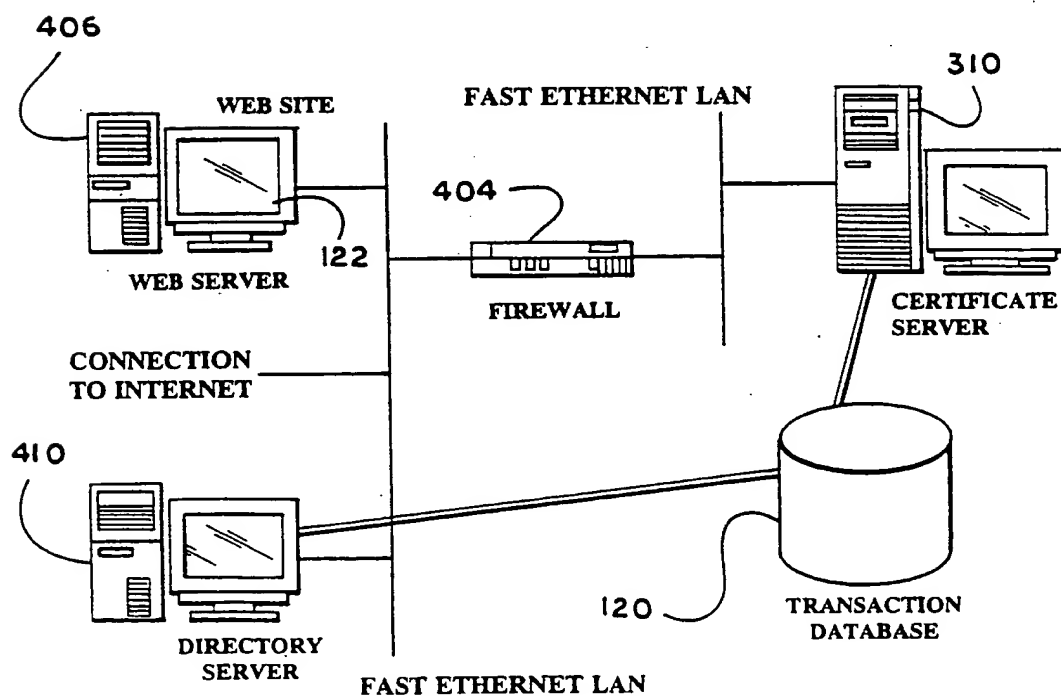 406
WEB SITE
FAST ETHERNET LAN
310
404
122
WEB SERVER
FIREWALL
CERTIFICATE
SERVER
CONNECTION
TO INTERNET
410
120
TRANSACTION
DATABASE
DIRECTORY
SERVER
FAST ETHERNET LAN